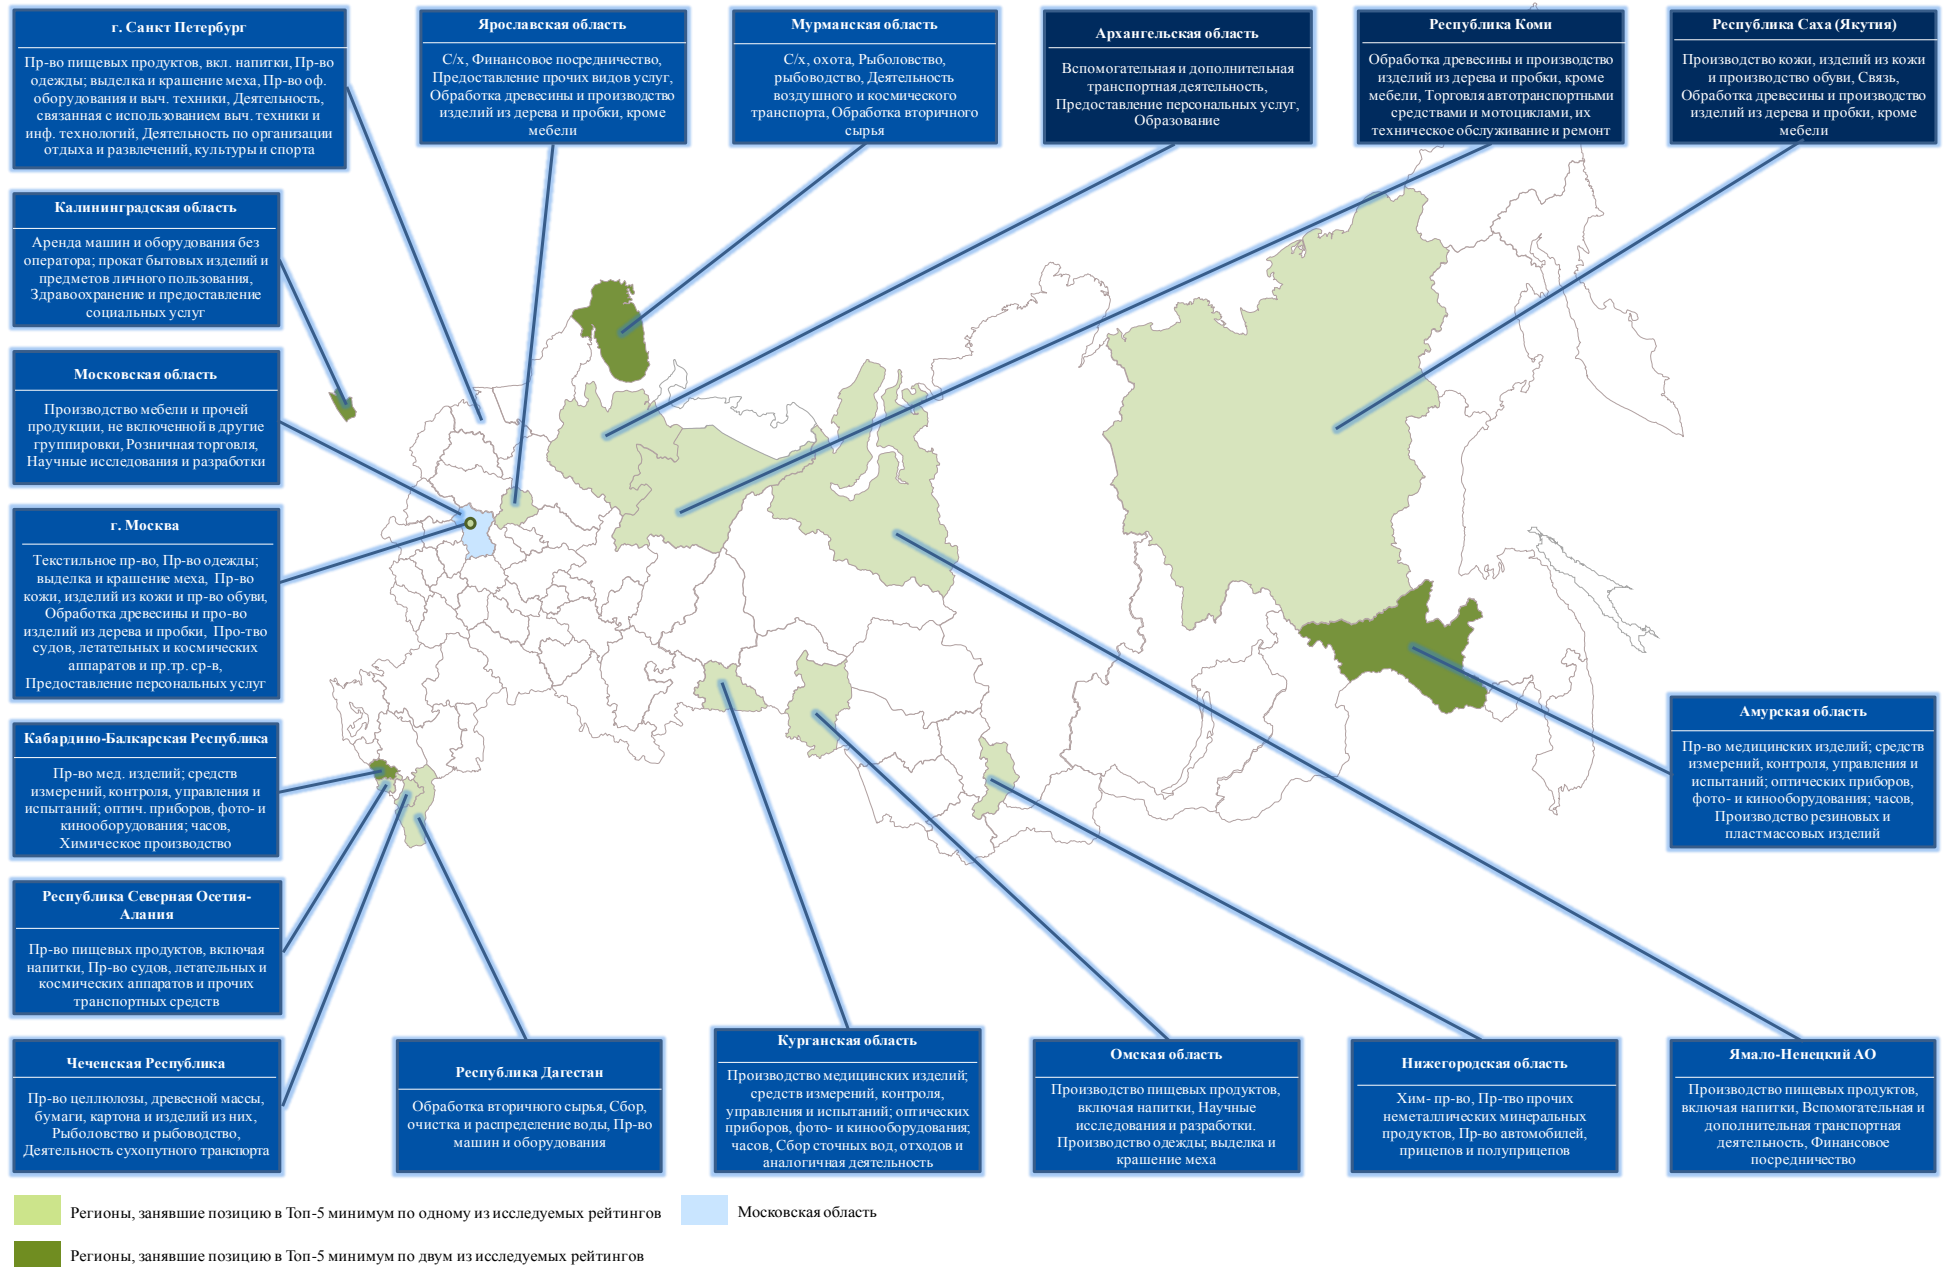 г. Санкт Петербург
Пр-во пищевых продуктов, вкл. напитки, Пр-во
одежды; выделка и крашение меха, Пр-во оф.
оборудования и выч. техники, Деятельность,
связанная с использованием выч. техники и
инф. технологий, Деятельность по организации
отдыха и развлечений, культуры и спорта
Ярославская область
С/х, Финансовое посредничество,
Предоставление прочих видов услуг,
Обработка древесины и производство
изделий из дерева и пробки, кроме
мебели
Мурманская область
С/х, охота, Рыболовство,
рыбоводство, Деятельность
воздушного и космического
транспорта, Обработка вторичного
сырья
Архангельская область
Вспомогательная и дополнительная
транспортная деятельность,
Предоставление персональных услуг,
Образование
Республика Коми
Обработка древесины и производство
изделий из дерева и пробки, кроме
мебели, Торговля автотранспортными
средствами и мотоциклами, их
техническое обслуживание и ремонт
Республика Саха (Якутия)
Производство кожи, изделий из кожи
и производство обуви, Связь,
Обработка древесины и производство
изделий из дерева и пробки, кроме
мебели
Калининградская область
Аренда машин и оборудования без
оператора; прокат бытовых изделий и
предметов личного пользования,
Здравоохранение и предоставление
социальных услуг
Московская область
Производство мебели и прочей
продукции, не включенной в другие
группировки, Розничная торговля,
Научные исследования и разработки
г. Москва
Текстильное пр-во, Пр-во одежды;
выделка и крашение меха, Пр-во
кожи, изделий из кожи и пр-во обуви,
Обработка древесины и про-во
изделий из дерева и пробки, Про-тво
судов, летательных и космических
аппаратов и пр.тр. ср-в,
Предоставление персональных услуг
Кабардино-Балкарская Республика
Пр-во мед. изделий; средств
измерений, контроля, управления и
испытаний; оптич. приборов, фото- и
кинооборудования; часов,
Химическое производство
Амурская область
Пр-во медицинских изделий; средств
измерений, контроля, управления и
испытаний; оптических приборов,
фото- и кинооборудования; часов,
Производство резиновых и
пластмассовых изделий
Республика Северная Осетия-
Алания
Пр-во пищевых продуктов, включая
напитки, Пр-во судов, летательных и
космических аппаратов и прочих
транспортных средств
Чеченская Республика
Пр-во целлюлозы, древесной массы,
бумаги, картона и изделий из них,
Рыболовство и рыбоводство,
Деятельность сухопутного транспорта
Республика Дагестан
Обработка вторичного сырья, Сбор,
очистка и распределение воды, Пр-во
машин и оборудования
Курганская область
Производство медицинских изделий;
средств измерений, контроля,
управления и испытаний; оптических
приборов, фото- и кинооборудования;
часов, Сбор сточных вод, отходов и
аналогичная деятельность
Омская область
Производство пищевых продуктов,
включая напитки, Научные
исследования и разработки.
Производство одежды; выделка и
крашение меха
Нижегородская область
Хим- пр-во, Пр-тво прочих
неметаллических минеральных
продуктов, Пр-во автомобилей,
прицепов и полуприцепов
Ямало-Ненецкий АО
Производство пищевых продуктов,
включая напитки, Вспомогательная и
дополнительная транспортная
деятельность, Финансовое
посредничество
Регионы, занявшие позицию в Топ-5 минимум по одному из исследуемых рейтингов
Московская область
Регионы, занявшие позицию в Топ-5 минимум по двум из исследуемых рейтингов